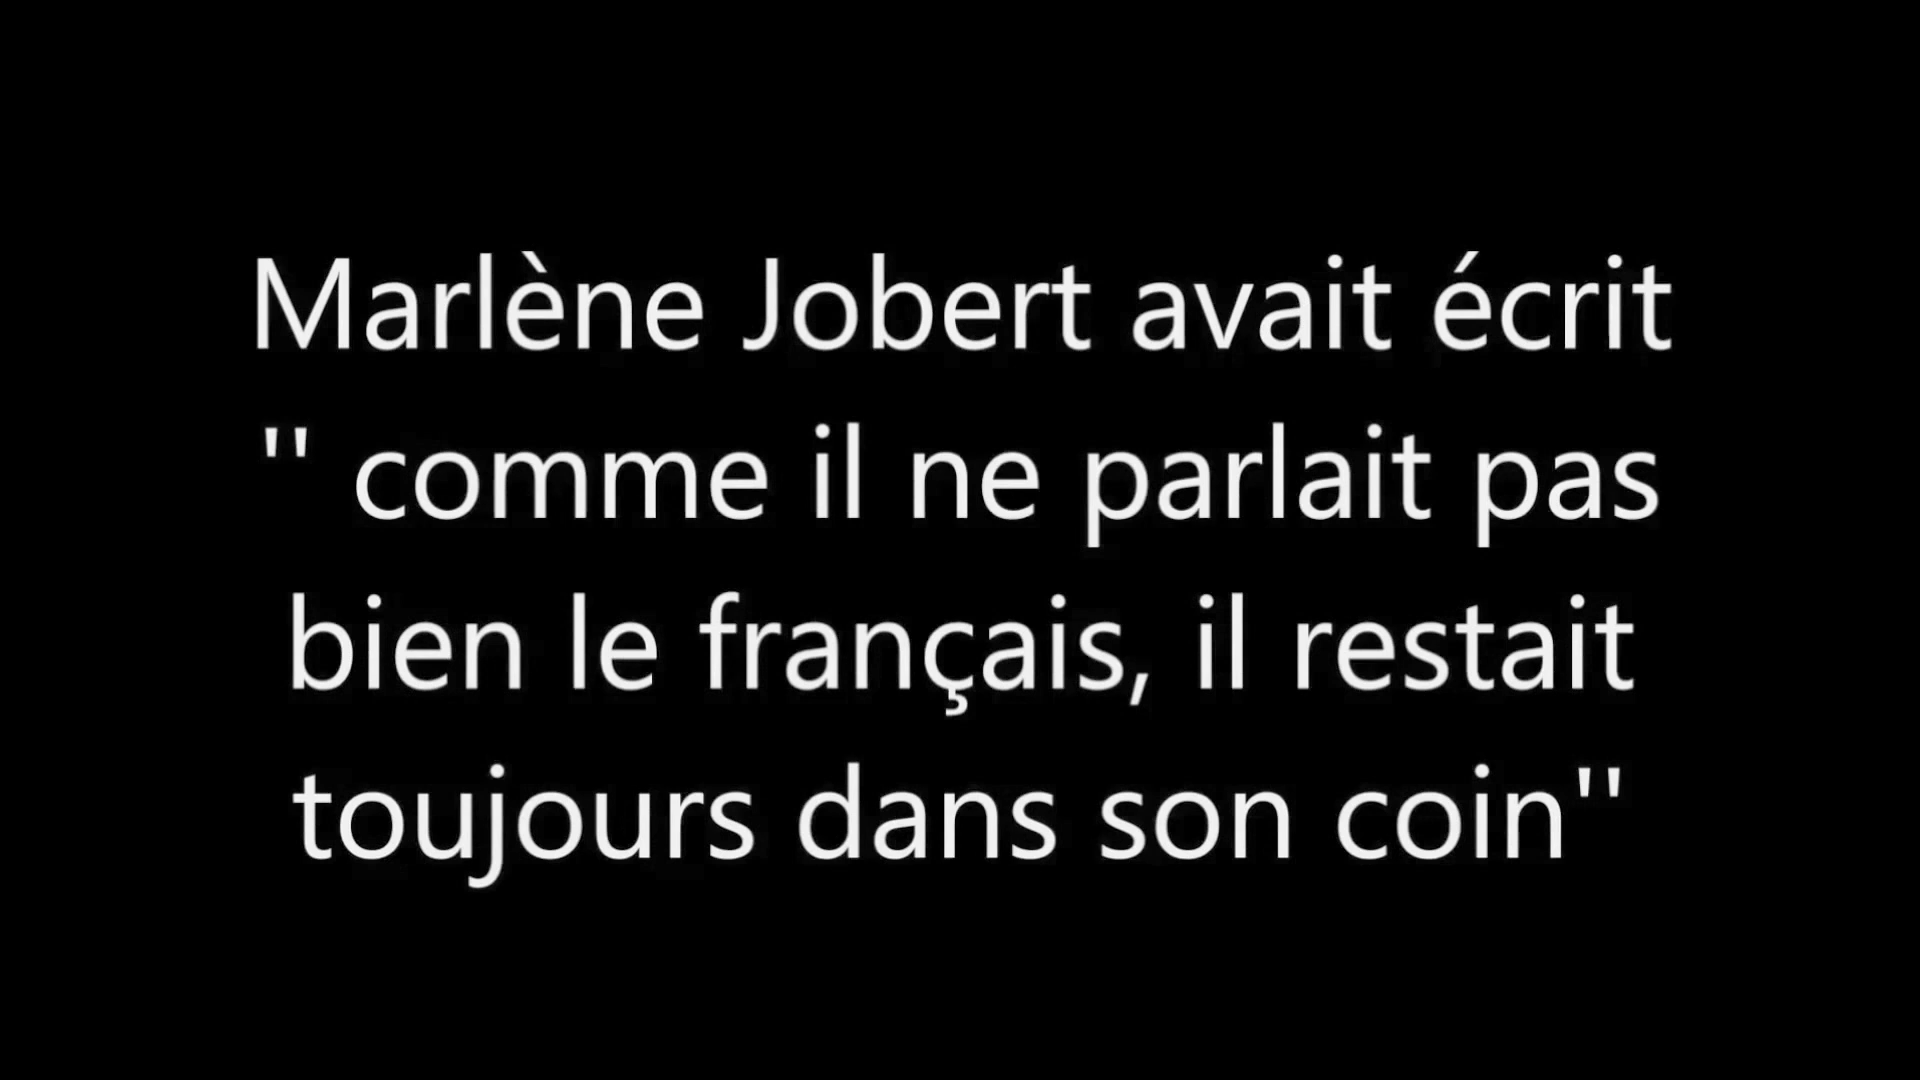 Marlène Jobert avait écrit
'' comme il ne parlait pas
bien le français, il restait
toujours dans son coin''